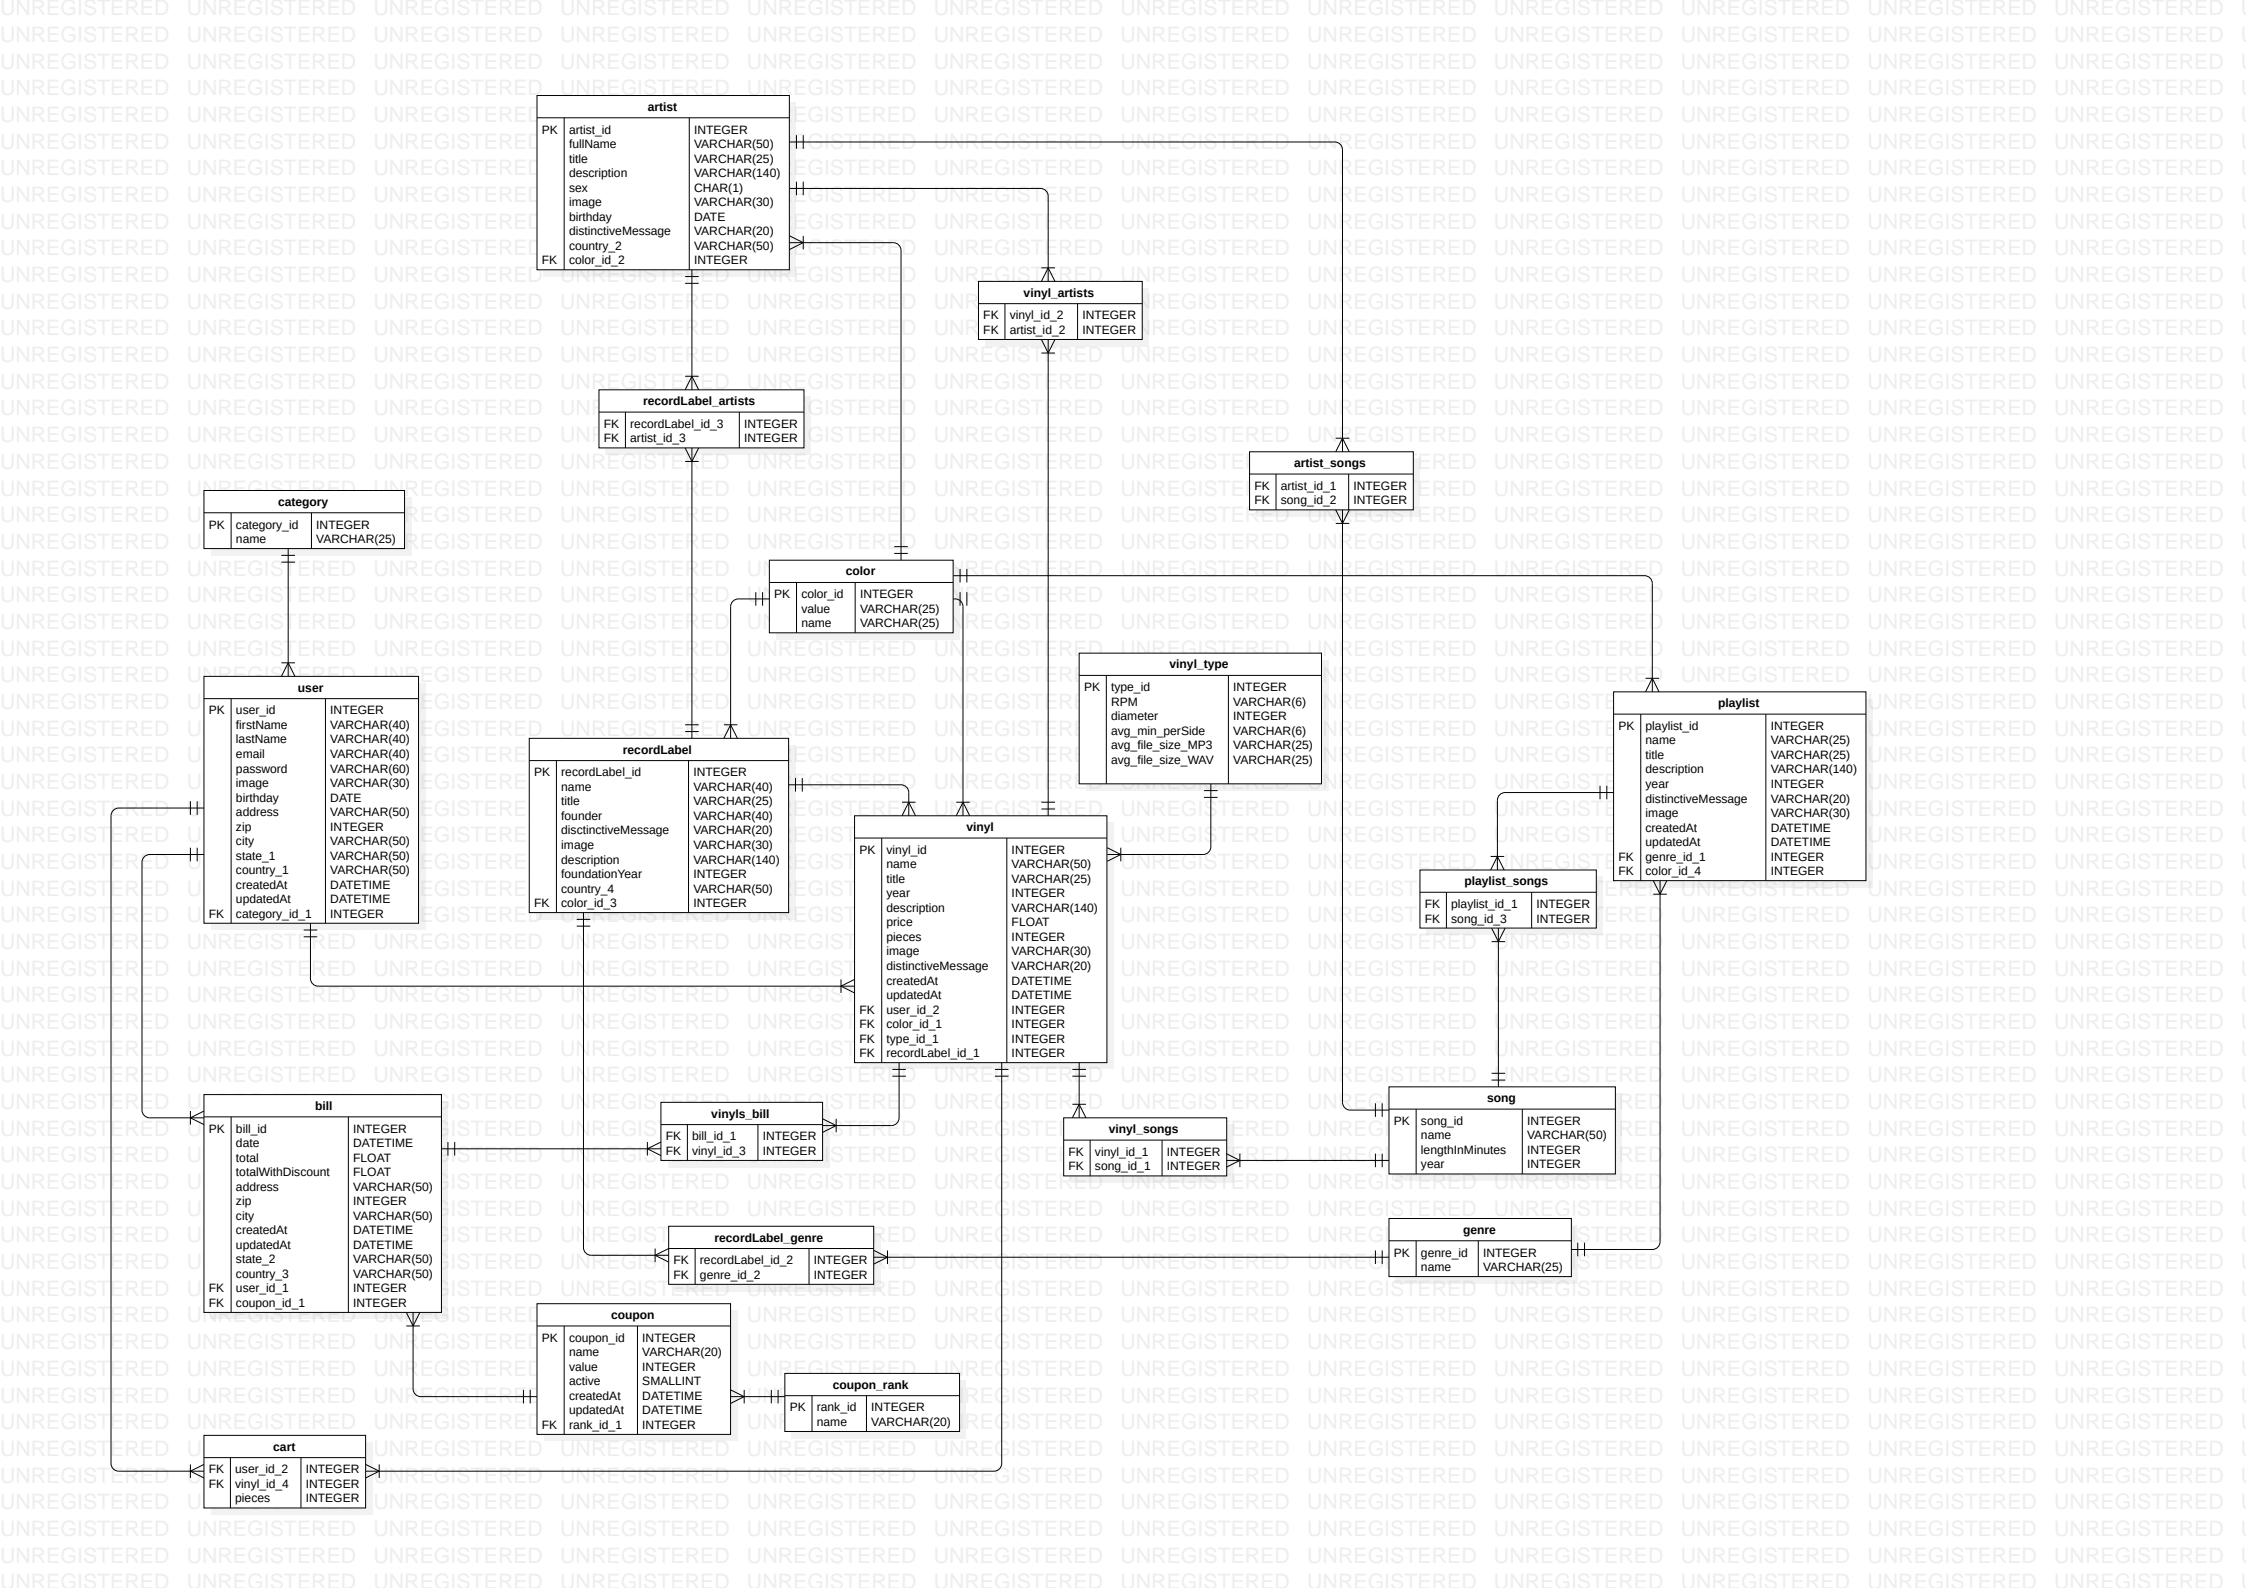 artist
PK artist_id INTEGER
fullName VARCHAR(50)
title VARCHAR(25)
description VARCHAR(140)
sex CHAR(1)
image VARCHAR(30)
birthday DATE
distinctiveMessage VARCHAR(20)
country_2 VARCHAR(50)
FK color_id_2 INTEGER
vinyl_artists
FK vinyl_id_2 INTEGER
FK artist_id_2 INTEGER
recordLabel_artists
FK recordLabel_id_3 INTEGER
FK artist_id_3 INTEGER
artist_songs
FK artist_id_1 INTEGER
FK song_id_2 INTEGER
category
PK category_id INTEGER
name VARCHAR(25)
color
PK color_id INTEGER
value VARCHAR(25)
name VARCHAR(25)
vinyl_type
PK type_id INTEGER
RPM VARCHAR(6)
diameter INTEGER
avg_min_perSide VARCHAR(6)
avg_file_size_MP3 VARCHAR(25)
avg_file_size_WAV VARCHAR(25)
user
PK user_id INTEGER
firstName VARCHAR(40)
lastName VARCHAR(40)
email VARCHAR(40)
password VARCHAR(60)
image VARCHAR(30)
birthday DATE
address VARCHAR(50)
zip INTEGER
city VARCHAR(50)
state_1 VARCHAR(50)
country_1 VARCHAR(50)
createdAt DATETIME
updatedAt DATETIME
FK category_id_1 INTEGER
playlist
PK playlist_id INTEGER
name VARCHAR(25)
title VARCHAR(25)
description VARCHAR(140)
year INTEGER
distinctiveMessage VARCHAR(20)
image VARCHAR(30)
createdAt DATETIME
updatedAt DATETIME
FK genre_id_1 INTEGER
FK color_id_4 INTEGER
recordLabel
PK recordLabel_id INTEGER
name VARCHAR(40)
title VARCHAR(25)
founder VARCHAR(40)
disctinctiveMessage VARCHAR(20)
image VARCHAR(30)
description VARCHAR(140)
foundationYear INTEGER
country_4 VARCHAR(50)
FK color_id_3 INTEGER
vinyl
PK vinyl_id INTEGER
name VARCHAR(50)
title VARCHAR(25)
year INTEGER
description VARCHAR(140)
price FLOAT
pieces INTEGER
image VARCHAR(30)
distinctiveMessage VARCHAR(20)
createdAt DATETIME
updatedAt DATETIME
FK user_id_2 INTEGER
FK color_id_1 INTEGER
FK type_id_1 INTEGER
FK recordLabel_id_1 INTEGER
playlist_songs
FK playlist_id_1 INTEGER
FK song_id_3 INTEGER
bill
PK bill_id INTEGER
date DATETIME
total FLOAT
totalWithDiscount FLOAT
address VARCHAR(50)
zip INTEGER
city VARCHAR(50)
createdAt DATETIME
updatedAt DATETIME
state_2 VARCHAR(50)
country_3 VARCHAR(50)
FK user_id_1 INTEGER
FK coupon_id_1 INTEGER
vinyls_bill
FK bill_id_1 INTEGER
FK vinyl_id_3 INTEGER
vinyl_songs
FK vinyl_id_1 INTEGER
FK song_id_1 INTEGER
song
PK song_id INTEGER
name VARCHAR(50)
lengthInMinutes INTEGER
year INTEGER
recordLabel_genre
FK recordLabel_id_2 INTEGER
FK genre_id_2 INTEGER
genre
PK genre_id INTEGER
name VARCHAR(25)
coupon
PK coupon_id INTEGER
name VARCHAR(20)
value INTEGER
active SMALLINT
createdAt DATETIME
updatedAt DATETIME
FK rank_id_1 INTEGER
coupon_rank
PK rank_id INTEGER
name VARCHAR(20)
cart
FK user_id_2 INTEGER
FK vinyl_id_4 INTEGER
pieces INTEGER
UNREGISTERED